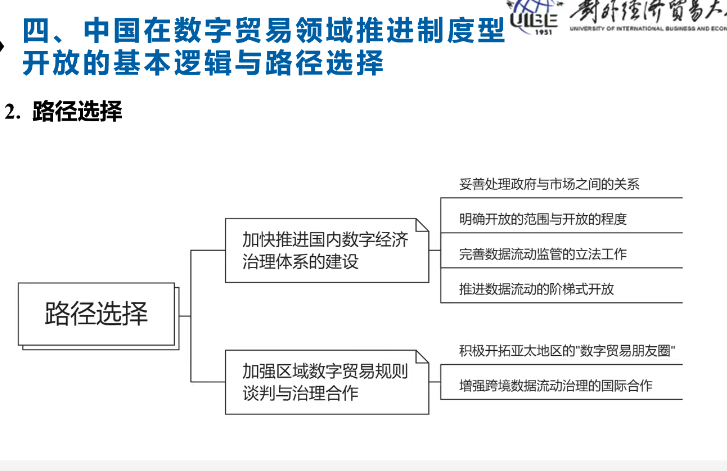 四、中国在数字贸易领域推进制度型
开放的基本逻辑与路径选择
UIBE
1951
对外经济贸易大
UNIVERSITY OF INTERNATIONAL BUSINESS AND ECON
2. 路径选择
路径选择
加快推进国内数字经济
治理体系的建设
妥善处理政府与市场之间的关系
明确开放的范围与开放的程度
完善数据流动监管的立法工作
推进数据流动的阶梯式开放
加强区域数字贸易规则
谈判与治理合作
积极开拓亚太地区的"数字贸易朋友圈"
增强跨境数据流动治理的国际合作